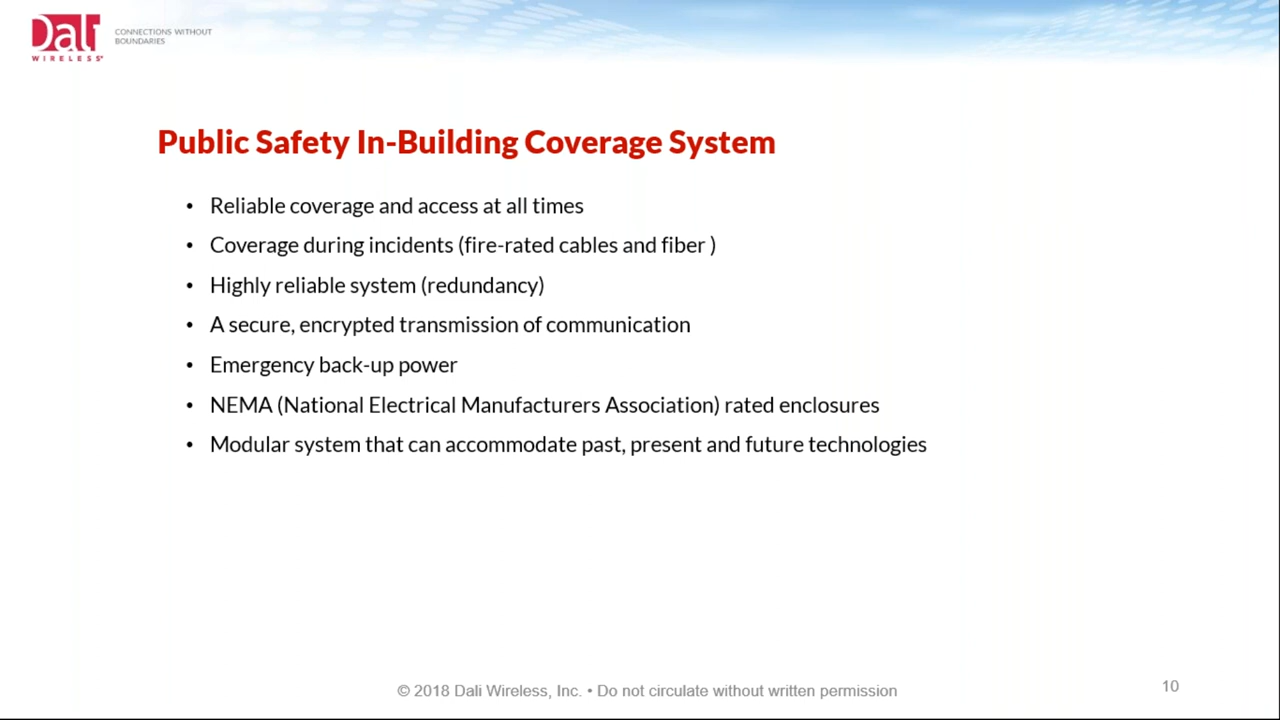 Dali
WIRELESS
CONNECTIONS WITHOUT
BOUNDARIES
Public Safety In-Building Coverage System
• Reliable coverage and access at all times
• Coverage during incidents (fire-rated cables and fiber )
• Highly reliable system (redundancy)
• A secure, encrypted transmission of communication
• Emergency back-up power
• NEMA (National Electrical Manufacturers Association) rated enclosures
• Modular system that can accommodate past, present and future technologies
© 2018 Dali Wireless, Inc. • Do not circulate without written permission
10